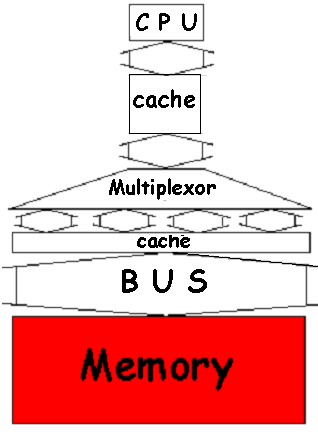 C P U
cache
Multiplexor
cache
B U S
Memory